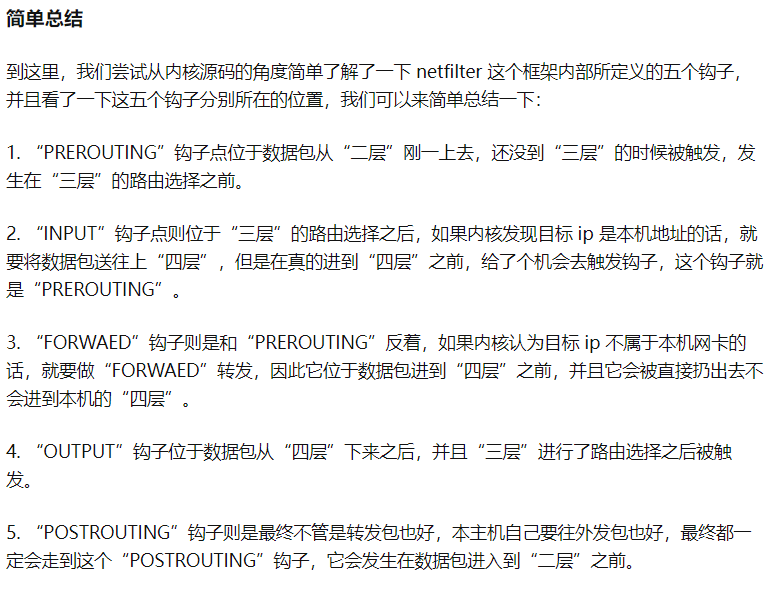 简单总结
到这里，我们尝试从内核源码的角度简单了解了一下 netfilter 这个框架内部所定义的五个钩子，
并且看了一下这五个钩子分别所在的位置，我们可以来简单总结一下：
1. “PREROUTING”钩子点位于数据包从“二层”刚一上去，还没到“三层”的时候被触发，发
生在“三层”的路由选择之前。
2. “INPUT”钩子点则位于“三层”的路由选择之后，如果内核发现目标 ip 是本机地址的话，就
要将数据包送往上“四层”，但是在真的进到“四层”之前，给了个机会去触发钩子，这个钩子就
是“PREROUTING”。
3. “FORWAED”钩子则是和“PREROUTING”反着，如果内核认为目标 ip 不属于本机网卡的
话，就要做“FORWAED”转发，因此它位于数据包进到“四层”之前，并且它会被直接扔出去不
会进到本机的“四层”。
4. “OUTPUT”钩子位于数据包从“四层”下来之后，并且“三层”进行了路由选择之后被触
发。
5. “POSTROUTING”钩子则是最终不管是转发包也好，本主机自己要往外发包也好，最终都一
定会走到这个“POSTROUTING”钩子，它会发生在数据包进入到“二层”之前。